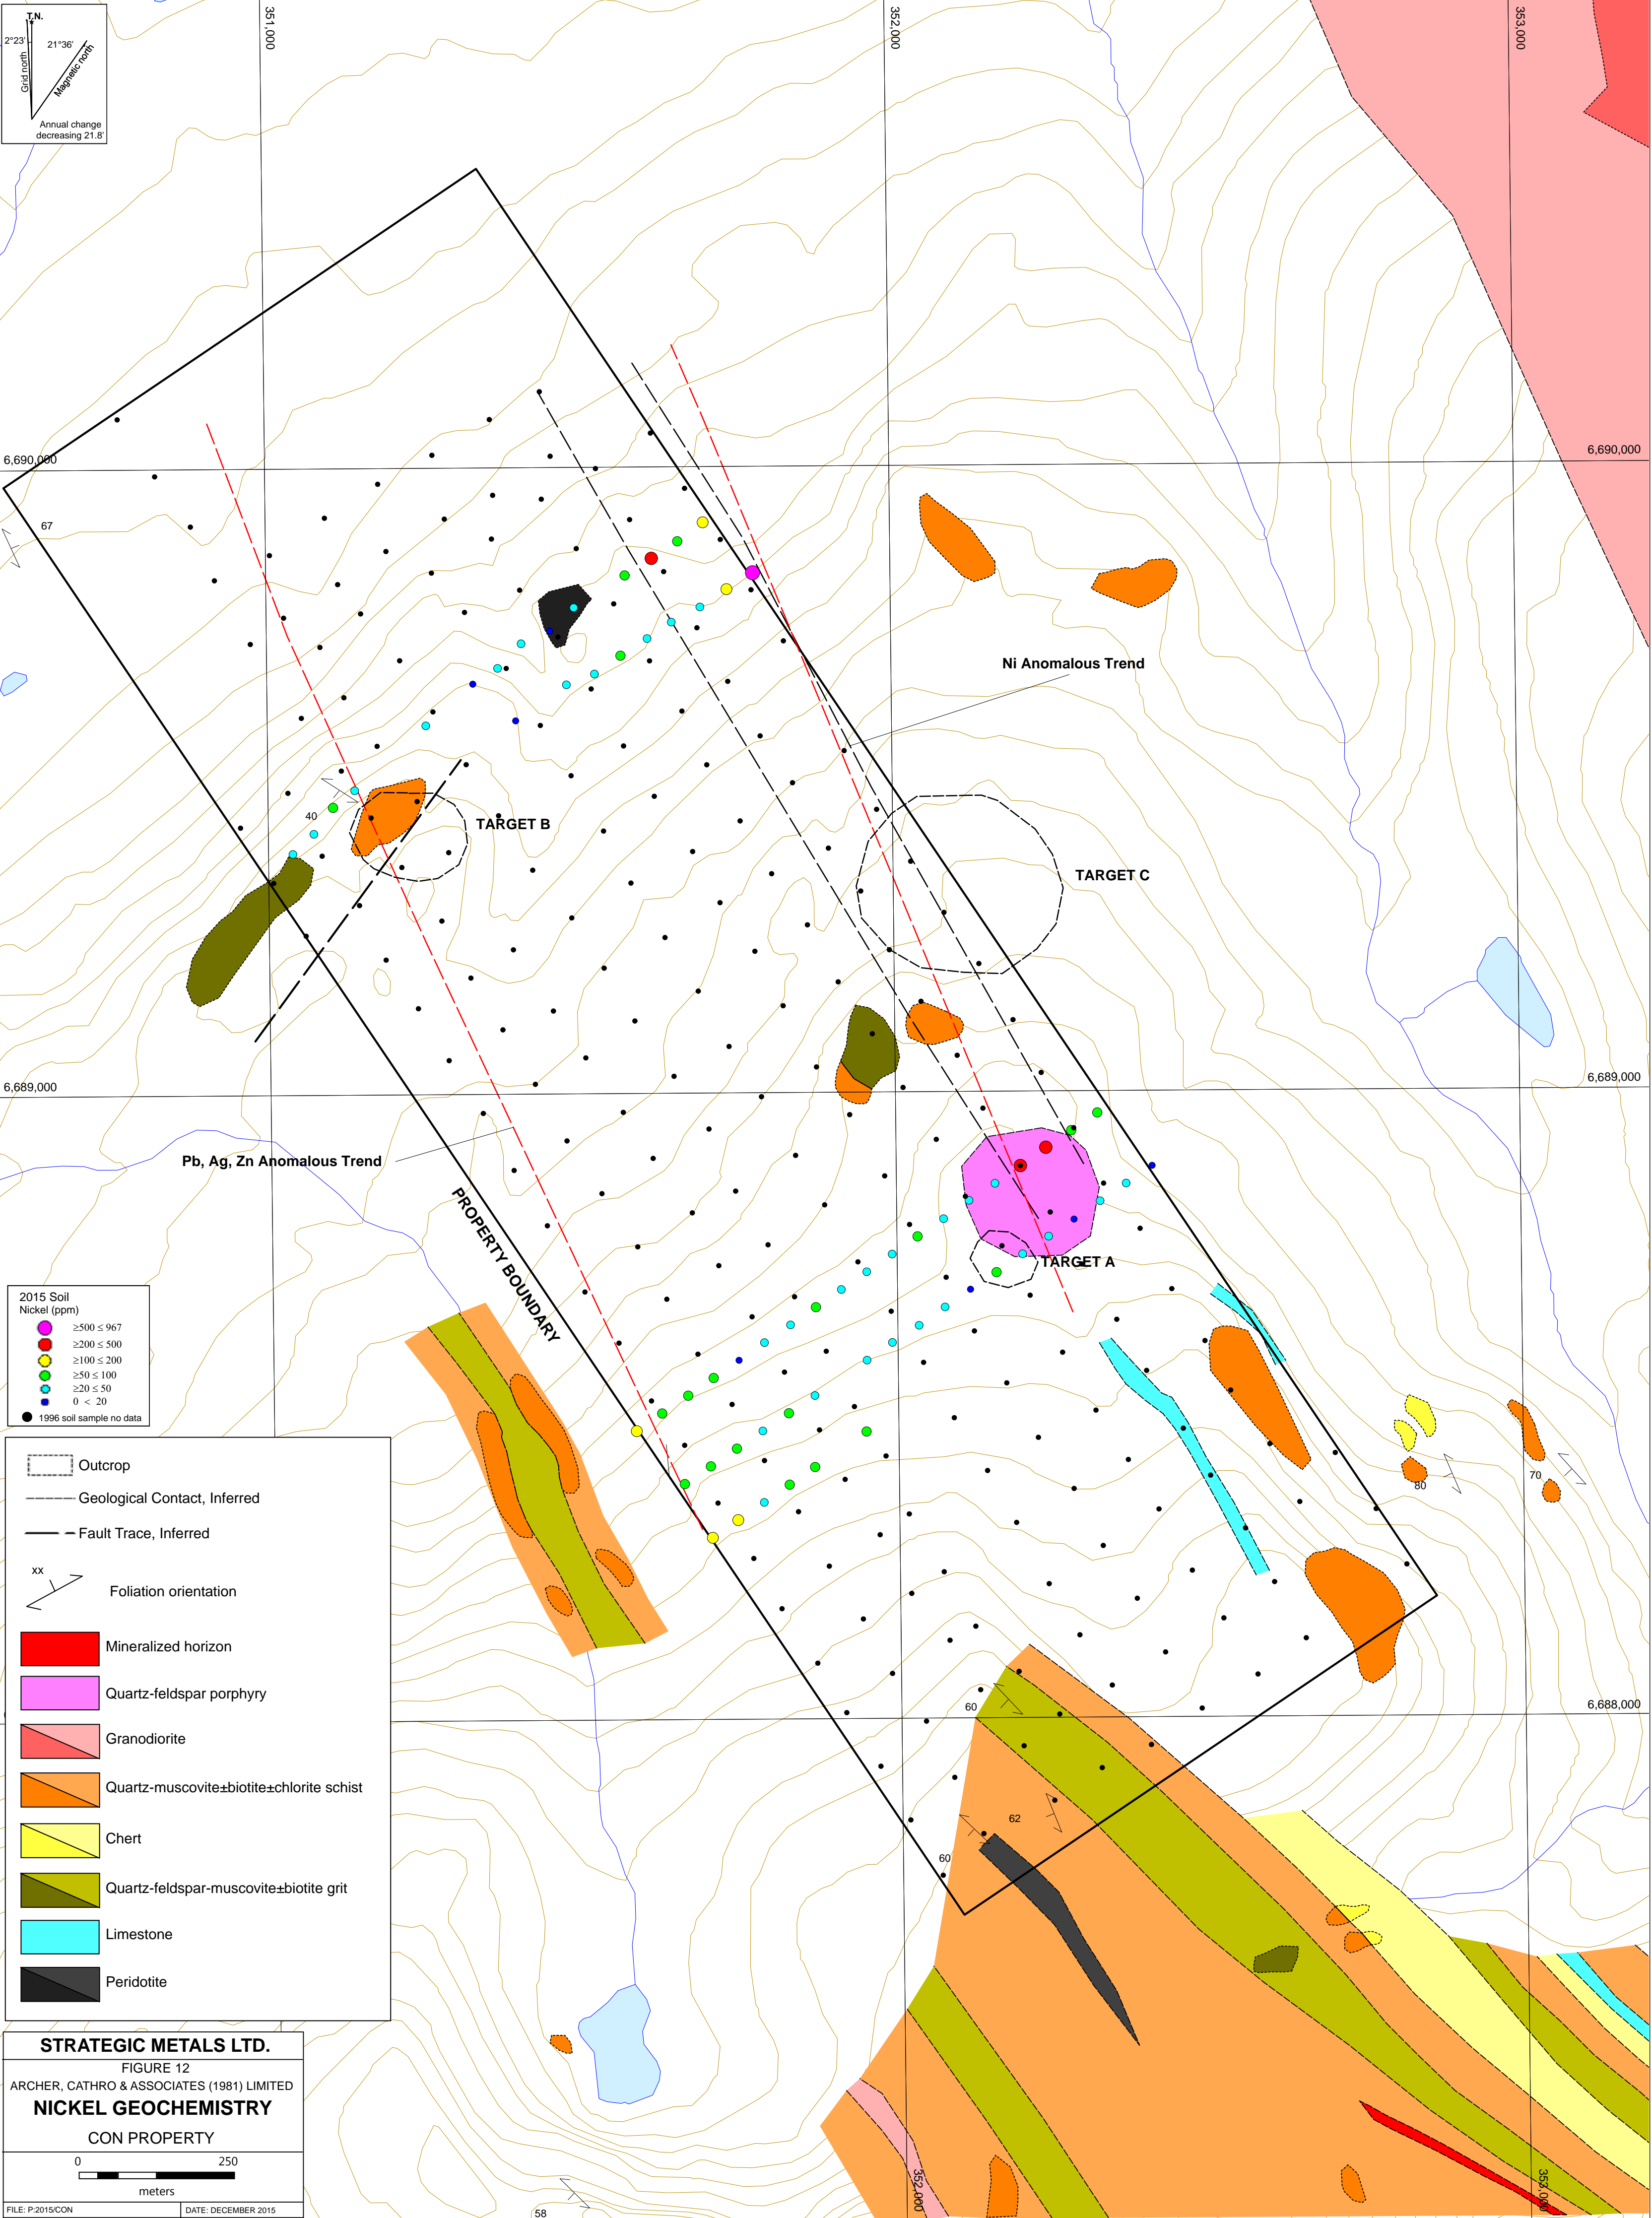 T.N.
2°23'
21°36'
Grid north
Magnetic north
Annual change
decreasing 21.8'
351,000
352,000
353,000
6,690,000
6,690,000
67
Ni Anomalous Trend
40
TARGET B
TARGET C
6,689,000
6,689,000
Pb, Ag, Zn Anomalous Trend
PROPERTY BOUNDARY
TARGET A
2015 Soil
Nickel (ppm)
≥500 ≤ 967
≥200 ≤ 500
≥100 ≤ 200
≥50 ≤ 100
≥20 ≤ 50
0 < 20
1996 soil sample no data
70
80
Outcrop
Geological Contact, Inferred
Fault Trace, Inferred
xx
Foliation orientation
Mineralized horizon
Quartz-feldspar porphyry
Granodiorite
Quartz-muscovite±biotite±chlorite schist
Chert
Quartz-feldspar-muscovite±biotite grit
Limestone
Peridotite
60
6,688,000
62
60
STRATEGIC METALS LTD.
FIGURE 12
ARCHER, CATHRO & ASSOCIATES (1981) LIMITED
NICKEL GEOCHEMISTRY
CON PROPERTY
0 250
meters
FILE: P:2015/CON DATE: DECEMBER 2015
58
352,000
353,000